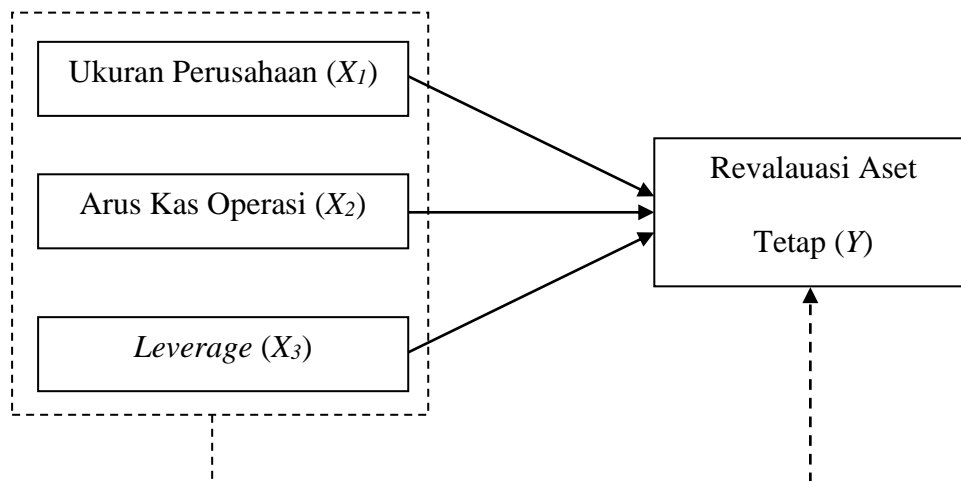 Ukuran Perusahaan (X1)
Arus Kas Operasi (X2)
Leverage (X3)
Revalauasi Aset
Tetap (Y)